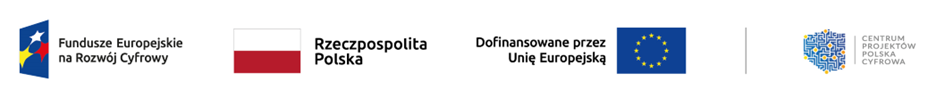 Fundusze Europejskie
na Rozwój Cyfrowy
Rzeczpospolita
Polska
Dofinansowane przez
Unię Europejską
CENTRUM
PROJEKTÓW
POLSKA
CYFROWA